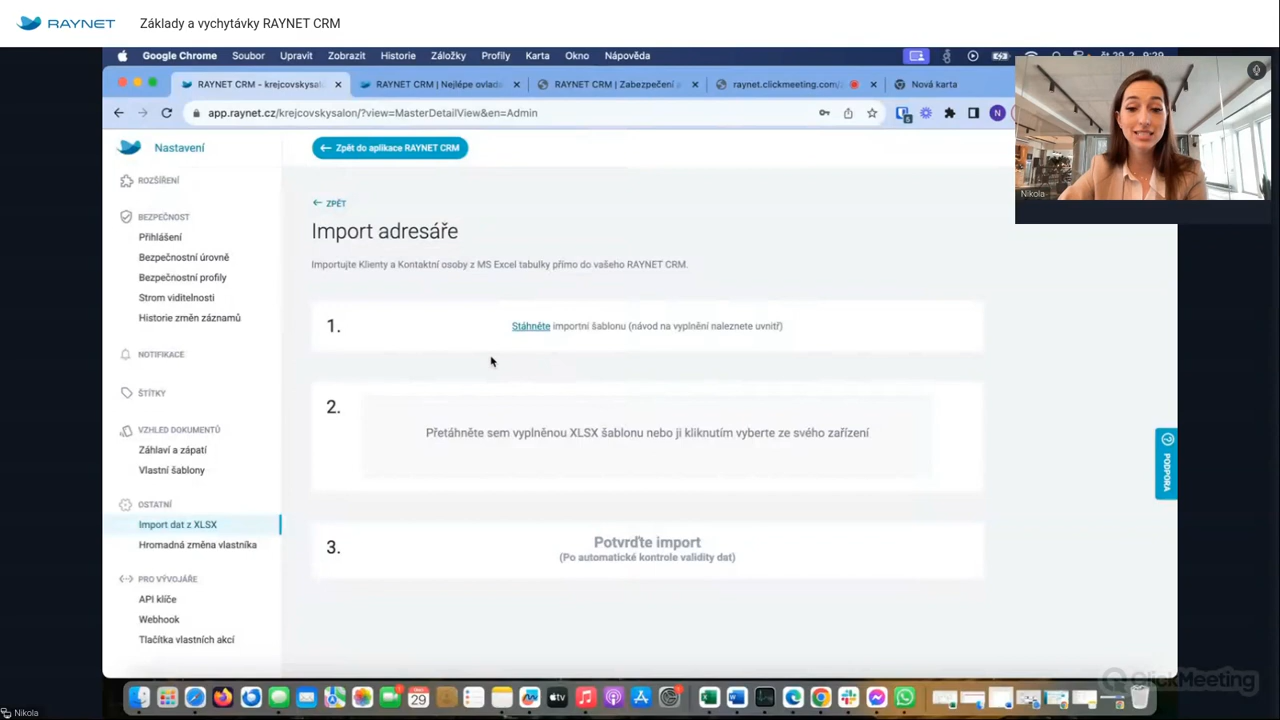 RAYNET
Základy a vychytávky RAYNET CRM
Google Chrome Soubor Upravit Zobrazit Historie Záložky Profily Karta Okno Nápověda
RAYNET CRM - krejcovskysalon
RAYNET CRM | Nejlépe ovlada
RAYNET CRM | Zabezpečení a
raynet.clickmeeting.com/
Nová karta
app.raynet.cz/krejcovskysalon/?view=MasterDetailView&en=Admin
N
Nikola
Nastavení
Zpět do aplikace RAYNET CRM
ROZŠÍŘENÍ
BEZPEČNOST
Přihlášení
Bezpečnostní úrovně
Bezpečnostní profily
Strom viditelnosti
Historie změn záznamů
NOTIFIKACE
ŠTÍTKY
VZHLED DOKUMENTŮ
Záhlaví a zápatí
Vlastní šablony
OSTATNÍ
Import dat z XLSX
Hromadná změna vlastníka
PRO VÝVOJÁŘE
API klíče
Webhook
Tlačítka vlastních akcí
ZPĚT
Import adresáře
Importujte Klienty a Kontaktní osoby z MS Excel tabulky přímo do vašeho RAYNET CRM.
1. Stáhněte importní šablonu (návod na vyplnění naleznete uvnitř)
2. Přetáhněte sem vyplněnou XLSX šablonu nebo ji kliknutím vyberte ze svého zařízení
3. Potvrďte import
(Po automatické kontrole validity dat)
PODPORA
ClickMeeting
29
tv
Nikola